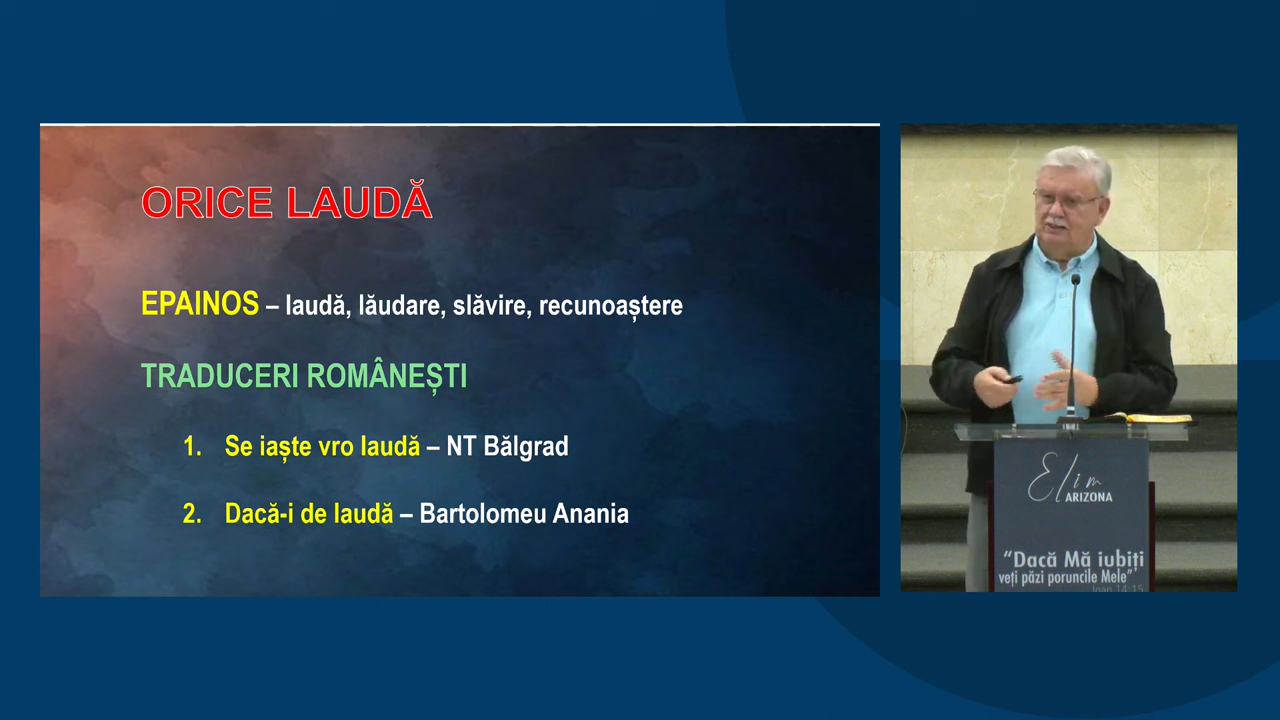 ORICE LAUDĂ
EPAINOS – laudă, lăudare, slăvire, recunoaștere
TRADUCERI ROMÂNEȘTI
1. Se iaște vro laudă – NT Bălgrad
2. Dacă-i de laudă – Bartolomeu Anania
Elim
ARIZONA
“Dacă Mă iubiți
veți păzi poruncile Mele”
Ioan 14:15